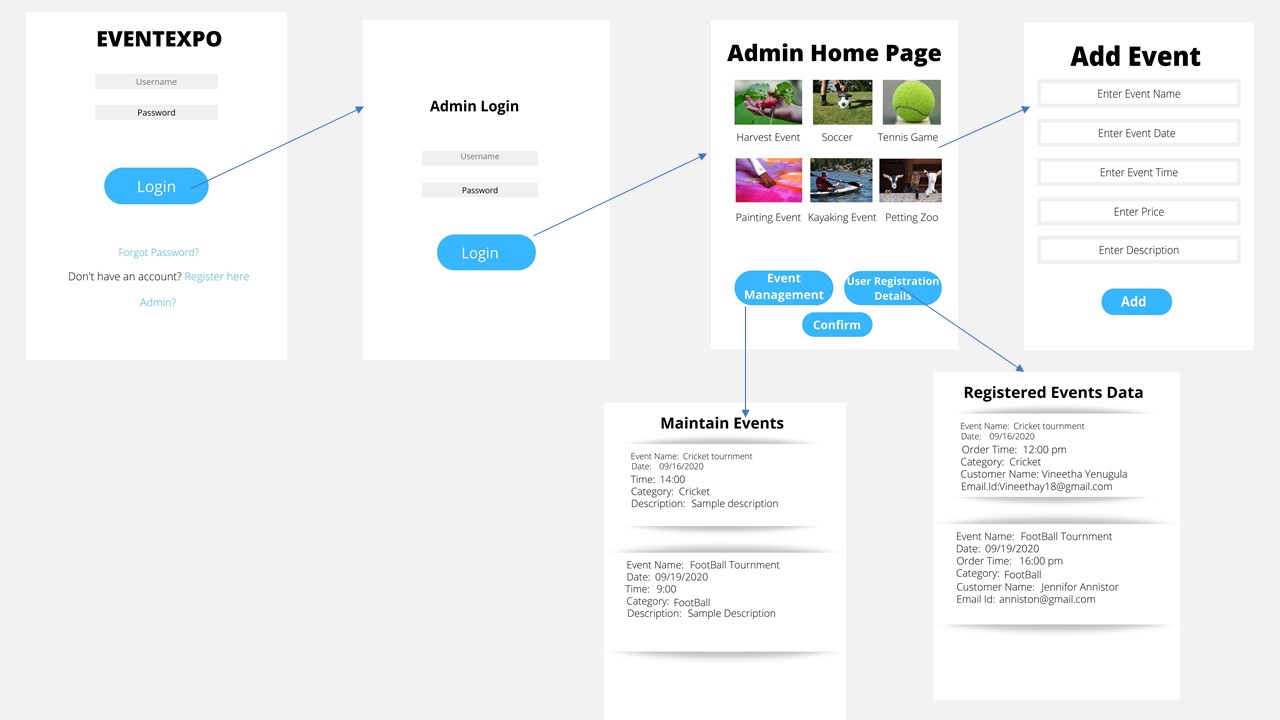 EVENTEXPO
Username
Password
Login
Forgot Password?
Don't have an account? Register here
Admin?
Admin Login
Username
Password
Login
Admin Home Page
Harvest Event Soccer Tennis Game
Painting Event Kayaking Event Petting Zoo
Event
Management
User Registration
Details
Confirm
Add Event
Enter Event Name
Enter Event Date
Enter Event Time
Enter Price
Enter Description
Add
Maintain Events
Event Name: Cricket tournment
Date: 09/16/2020
Time: 14:00
Category: Cricket
Description: Sample description
Event Name: FootBall Tournment
Date: 09/19/2020
Time: 9:00
Category: FootBall
Description: Sample Description
Registered Events Data
Event Name: Cricket tournment
Date: 09/16/2020
Order Time: 12:00 pm
Category: Cricket
Customer Name: Vineetha Yenugula
Email.Id:Vineethay18@gmail.com
Event Name: FootBall Tournment
Date: 09/19/2020
Order Time: 16:00 pm
Category: FootBall
Customer Name: Jennifor Annistor
Email Id: anniston@gmail.com